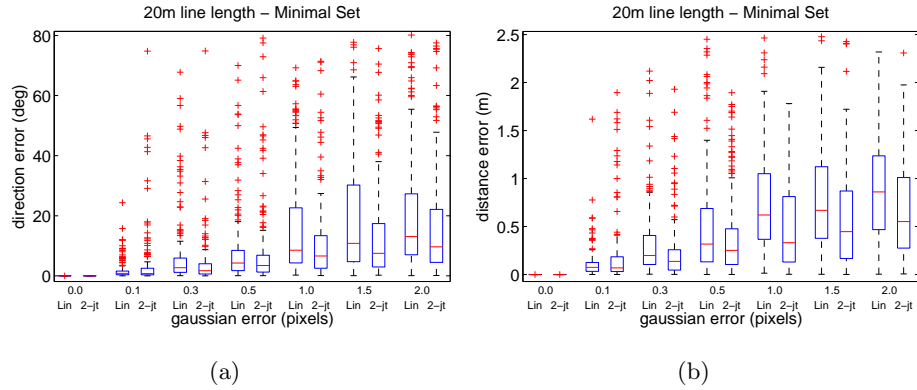 20m line length − Minimal Set
80
60
40
20
0
direction error (deg)
0.0 0.1 0.3 0.5 1.0 1.5 2.0
Lin 2−jt Lin 2−jt Lin 2−jt Lin 2−jt Lin 2−jt Lin 2−jt Lin 2−jt
gaussian error (pixels)
(a)
20m line length − Minimal Set
2.5
2
1.5
1
0.5
0
distance error (m)
0.0 0.1 0.3 0.5 1.0 1.5 2.0
Lin 2−jt Lin 2−jt Lin 2−jt Lin 2−jt Lin 2−jt Lin 2−jt Lin 2−jt
gaussian error (pixels)
(b)